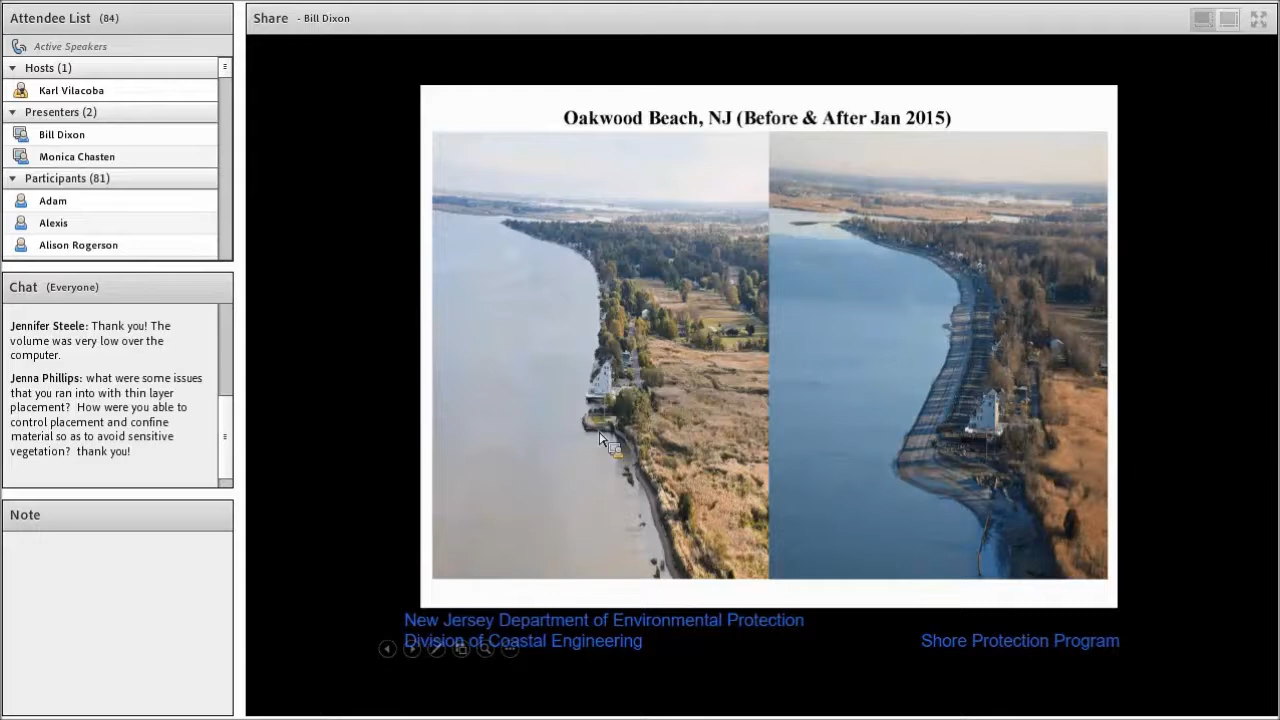 Attendee List (84)
Active Speakers
Hosts (1)
Karl Vilacoba
Presenters (2)
Bill Dixon
Monica Chasten
Participants (81)
Adam
Alexis
Alison Rogerson
Chat (Everyone)
Jennifer Steele: Thank you! The
volume was very low over the
computer.
Jenna Phillips: what were some issues
that you ran into with thin layer
placement? How were you able to
control placement and confine
material so as to avoid sensitive
vegetation? thank you!
Note
Share - Bill Dixon
Oakwood Beach, NJ (Before & After Jan 2015)
New Jersey Department of Environmental Protection
Division of Coastal Engineering
Shore Protection Program